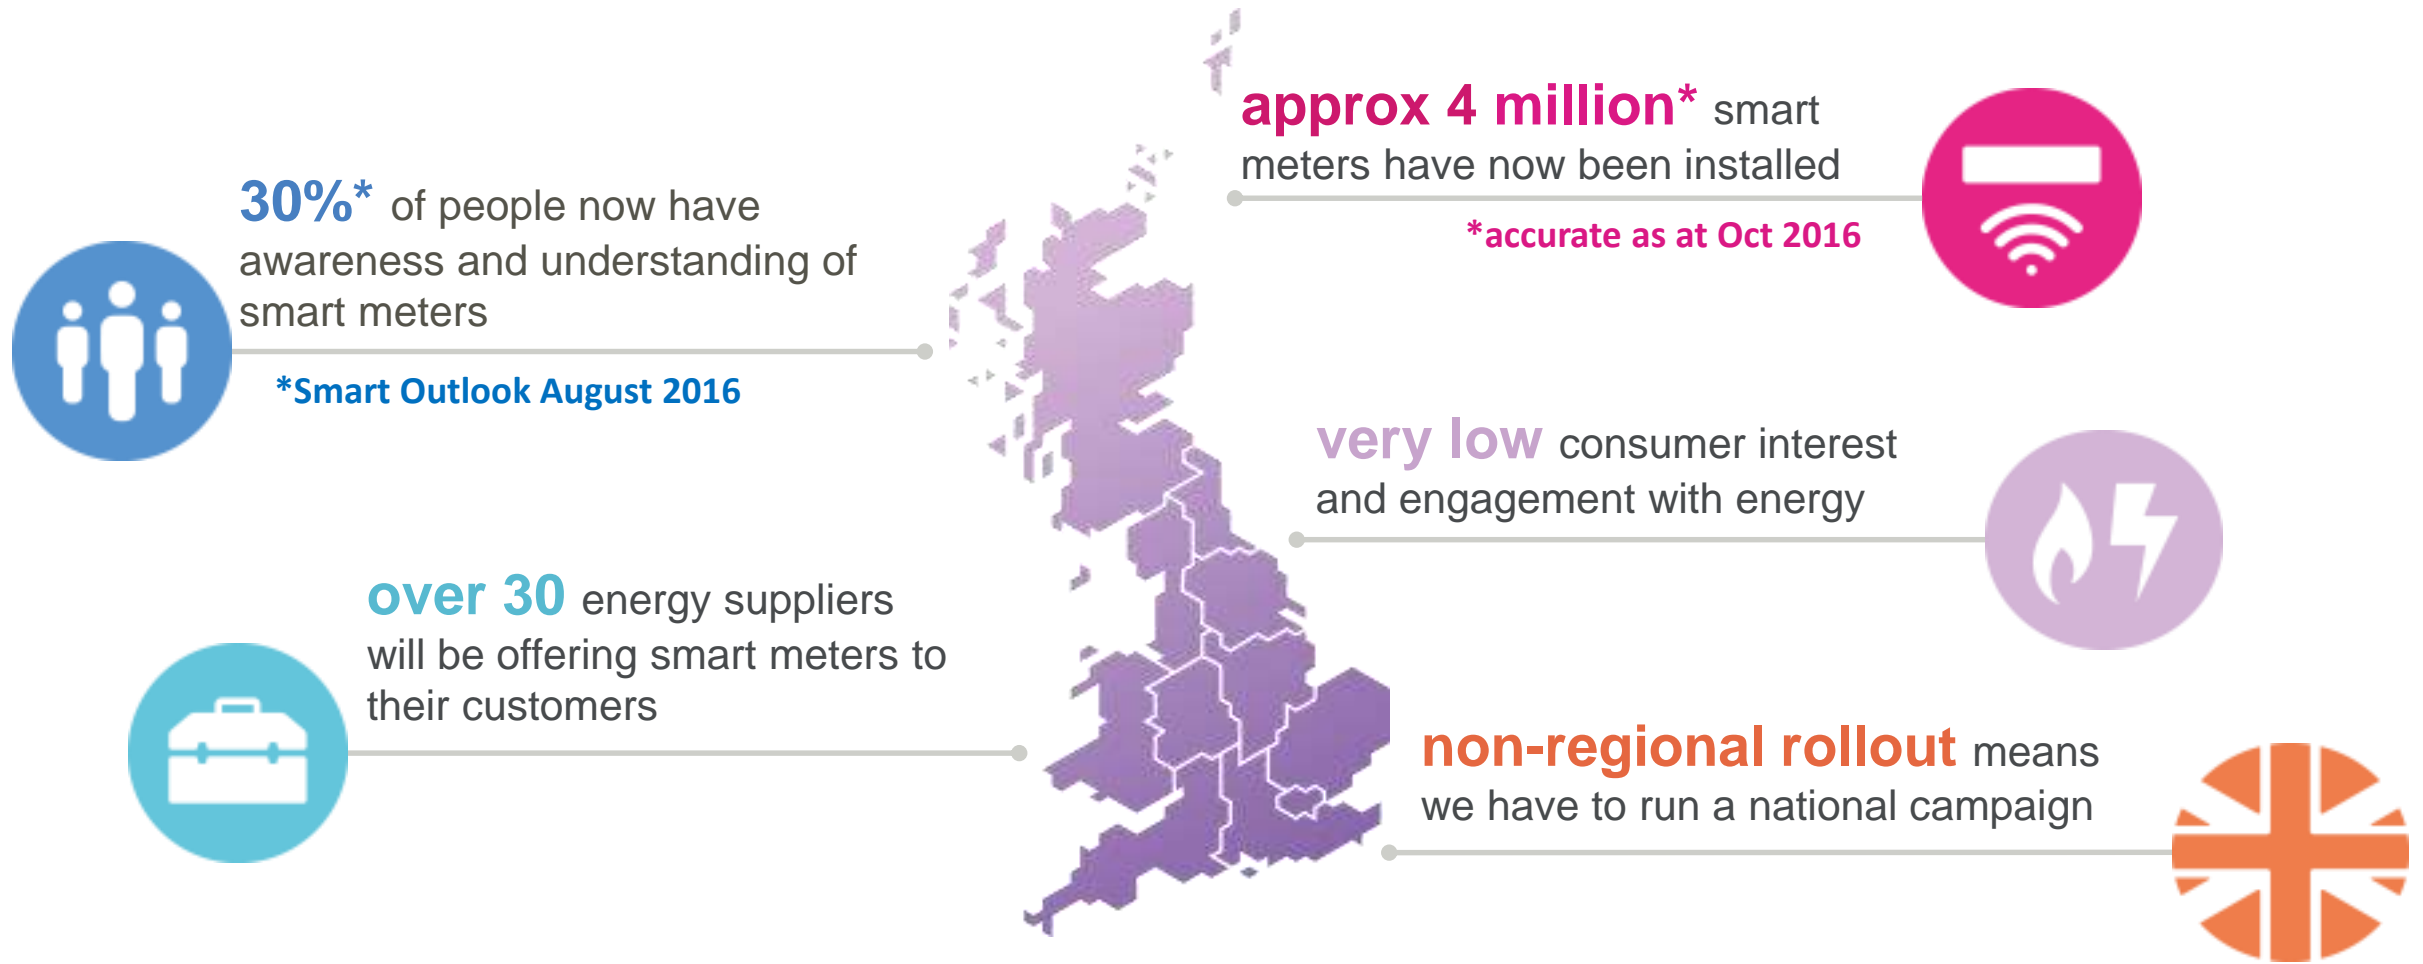 30%* of people now have
awareness and understanding of
smart meters
*Smart Outlook August 2016
over 30 energy suppliers
will be offering smart meters to
their customers
approx 4 million* smart
meters have now been installed
*accurate as at Oct 2016
very low consumer interest
and engagement with energy
non-regional rollout means
we have to run a national campaign